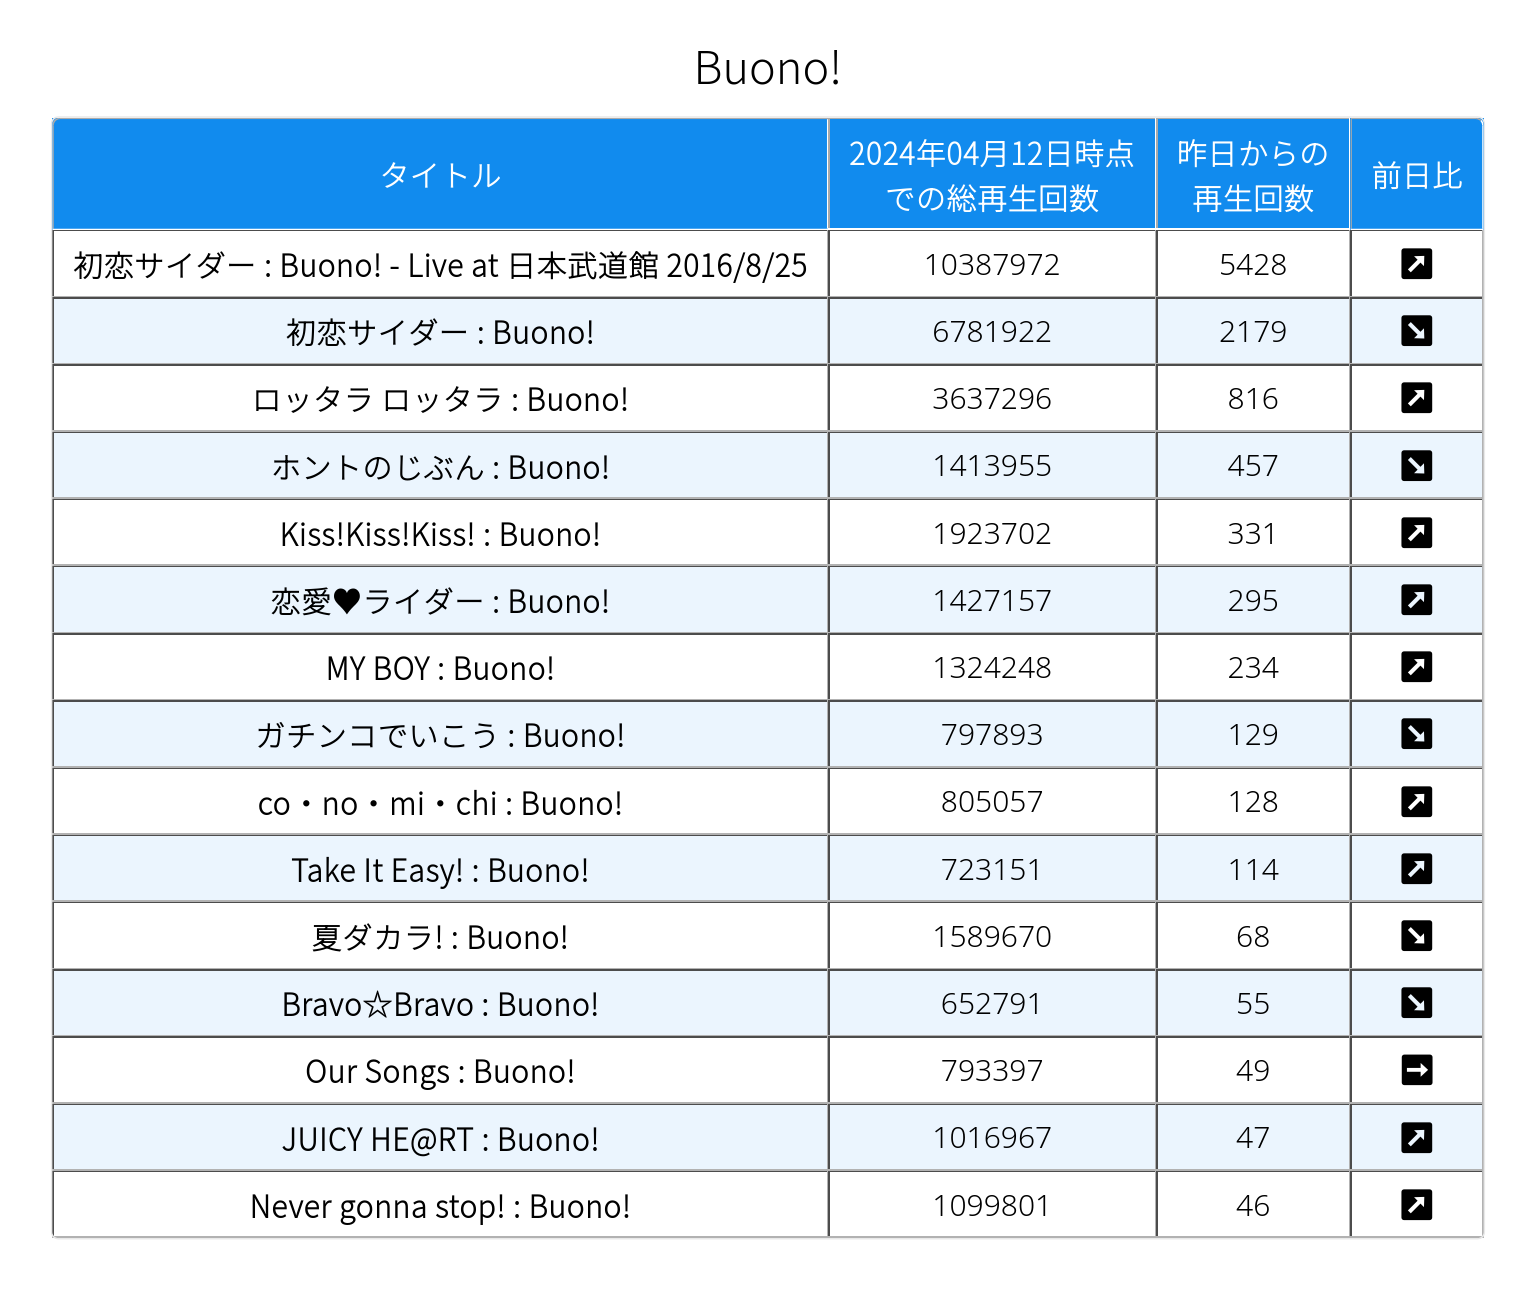 Buono!
タイトル 2024年04月12日時点での総再生回数 昨日からの再生回数 前日比
初恋サイダー : Buono! - Live at 日本武道館 2016/8/25 10387972 5428 ↗
初恋サイダー : Buono! 6781922 2179 ↘
ロッタラ ロッタラ : Buono! 3637296 816 ↗
ホントのじぶん : Buono! 1413955 457 ↘
Kiss!Kiss!Kiss! : Buono! 1923702 331 ↗
恋愛♥ライダー : Buono! 1427157 295 ↗
MY BOY : Buono! 1324248 234 ↗
ガチンコでいこう : Buono! 797893 129 ↘
co・no・mi・chi : Buono! 805057 128 ↗
Take It Easy! : Buono! 723151 114 ↗
夏ダカラ! : Buono! 1589670 68 ↘
Bravo☆Bravo : Buono! 652791 55 ↘
Our Songs : Buono! 793397 49 →
JUICY HE@RT : Buono! 1016967 47 ↗
Never gonna stop! : Buono! 1099801 46 ↗